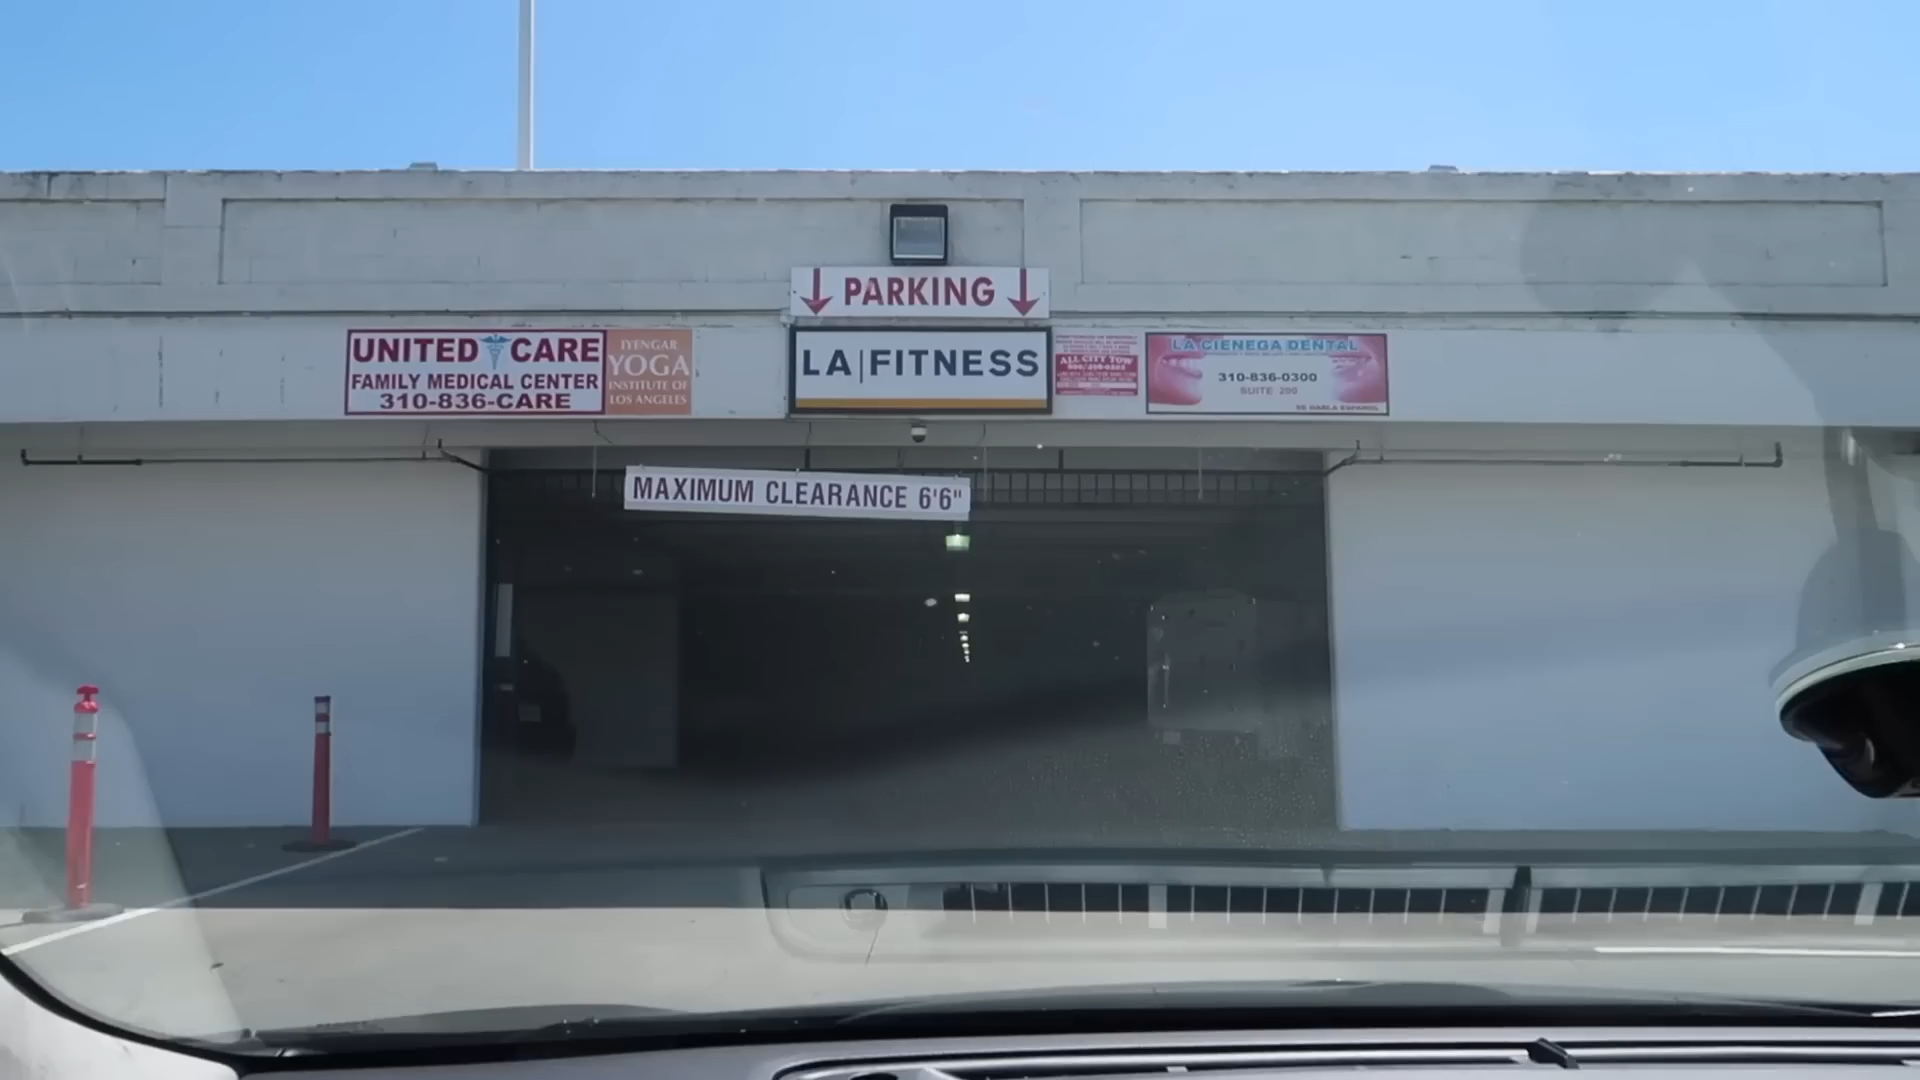 PARKING
UNITED CARE
FAMILY MEDICAL CENTER
310-836-CARE
IYENGAR
YOGA
INSTITUTE OF
LOS ANGELES
LA|FITNESS
ALL CITY TOW
LA CIENEGA DENTAL
310-836-0300
SUITE 200
SE HABLA ESPAÑOL
MAXIMUM CLEARANCE 6'6"